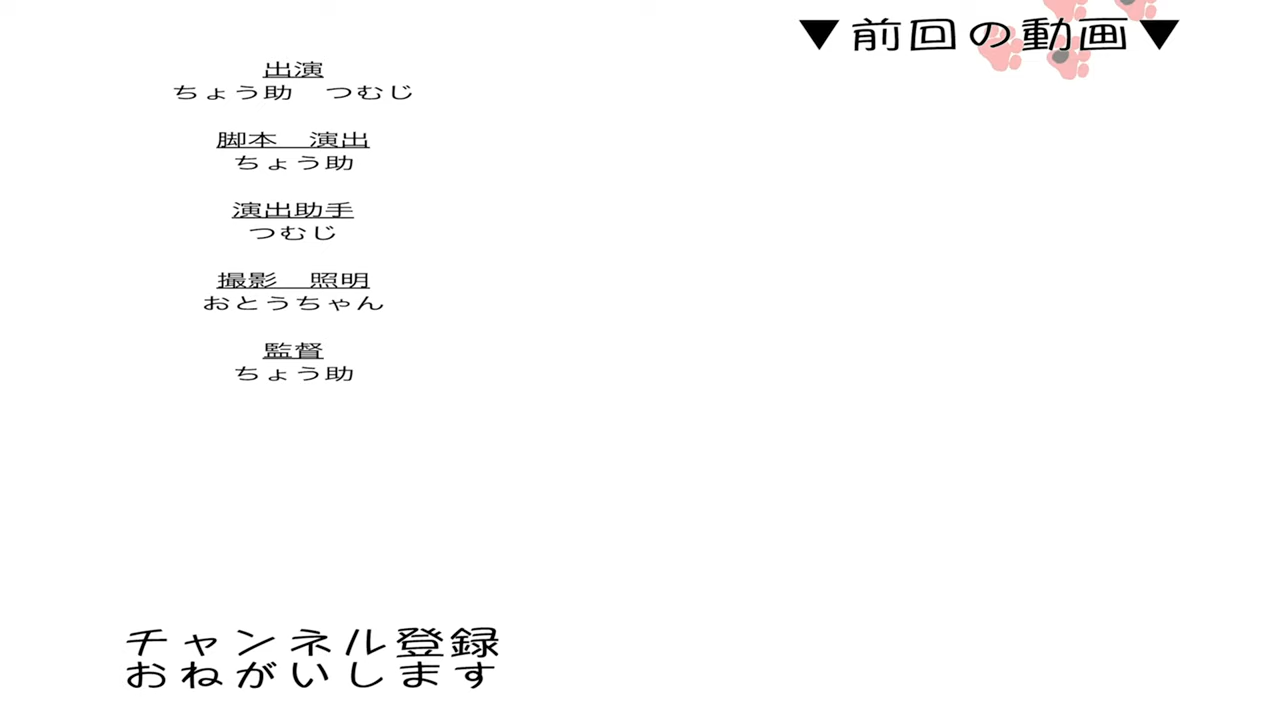 ▼前回の動画▼
出演
ちょう助　つむじ
脚本　演出
ちょう助
演出助手
つむじ
撮影　照明
おとうちゃん
監督
ちょう助
チャンネル登録
おねがいします